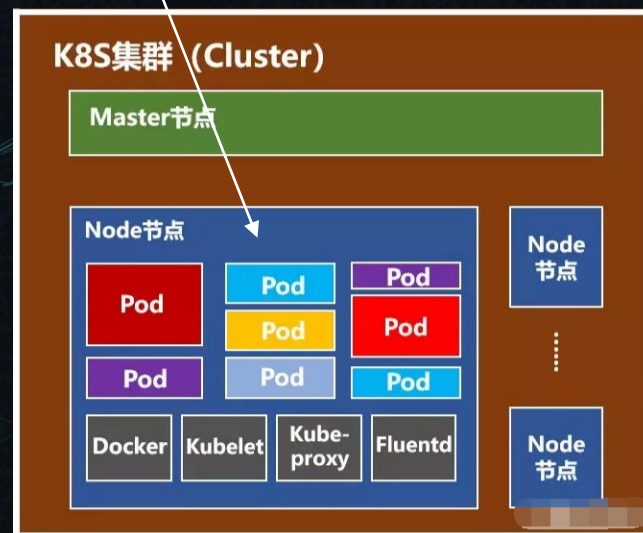 K8S集群（Cluster）
Master节点
Node节点
Pod
Pod
Pod
Pod
Pod
Pod
Pod
Pod
Docker
Kubelet
Kube-
proxy
Fluentd
Node
节点
Node
节点